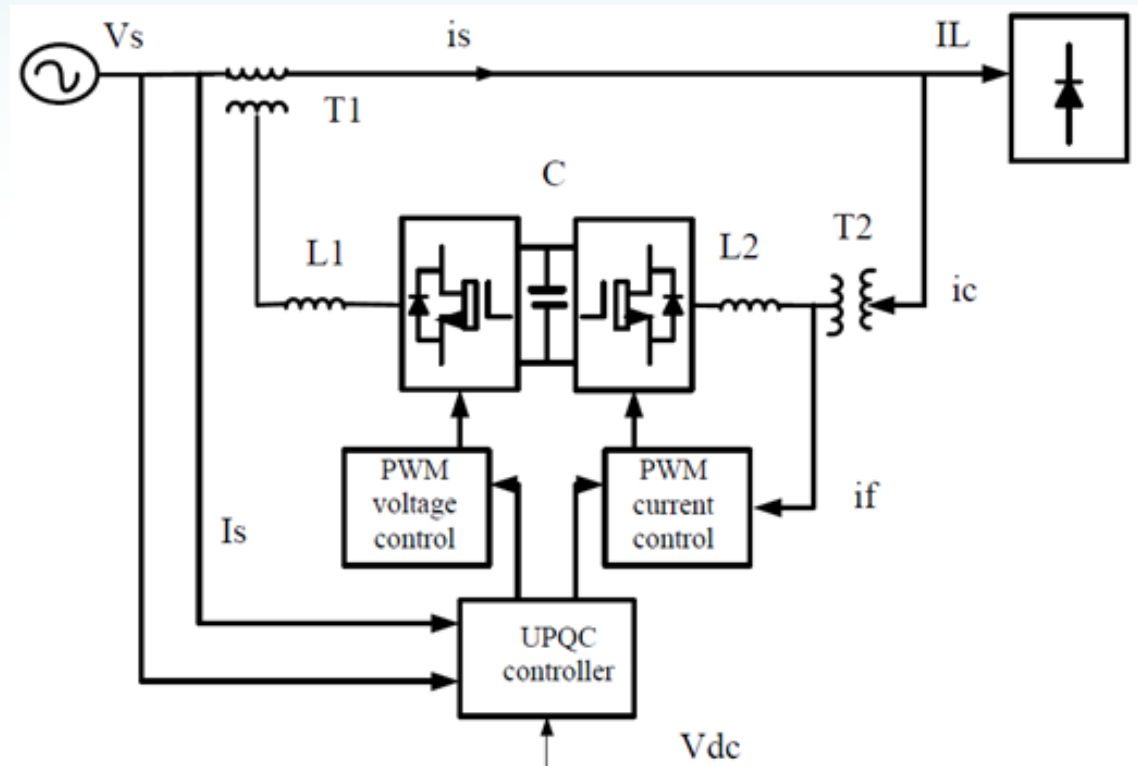 Vs
is
IL
T1
C
L1
L2
T2
ic
PWM
voltage
control
PWM
current
control
if
Is
UPQC
controller
Vdc